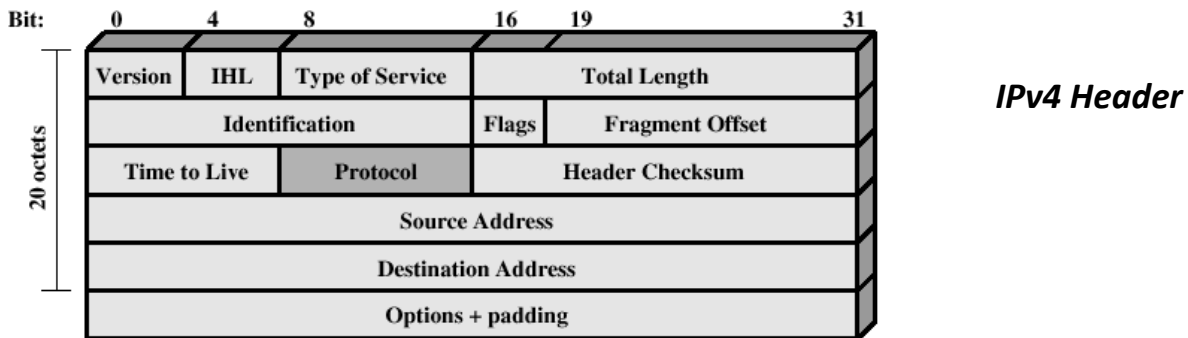 Bit: 0 4 8 16 19 31
Version IHL Type of Service Total Length
IPv4 Header
Identification Flags Fragment Offset
20 octets
Time to Live Protocol Header Checksum
Source Address
Destination Address
Options + padding